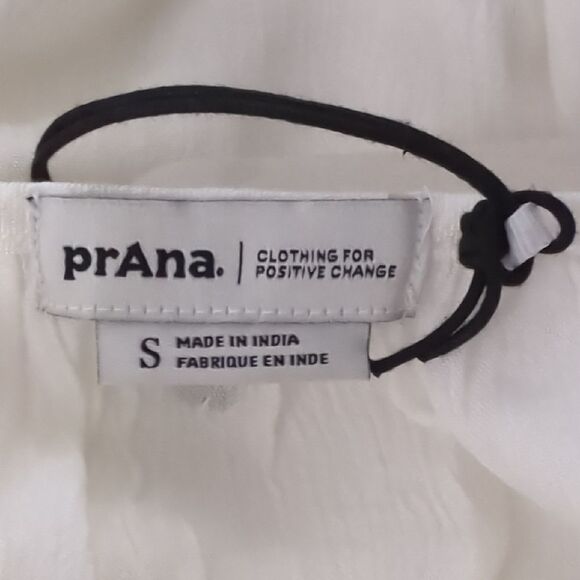 prAna. | CLOTHING FOR
POSITIVE CHANGE
S MADE IN INDIA
FABRIQUE EN INDE